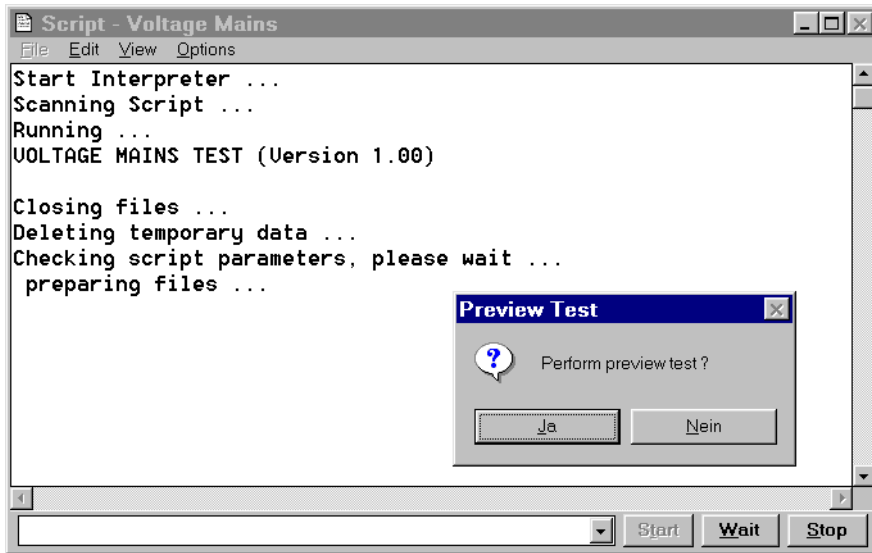 Script - Voltage Mains
File Edit View Options
Start Interpreter ...
Scanning Script ...
Running ...
VOLTAGE MAINS TEST (Version 1.00)
Closing files ...
Deleting temporary data ...
Checking script parameters, please wait ...
preparing files ...
Preview Test
Perform preview test ?
Ja Nein
Start Wait Stop